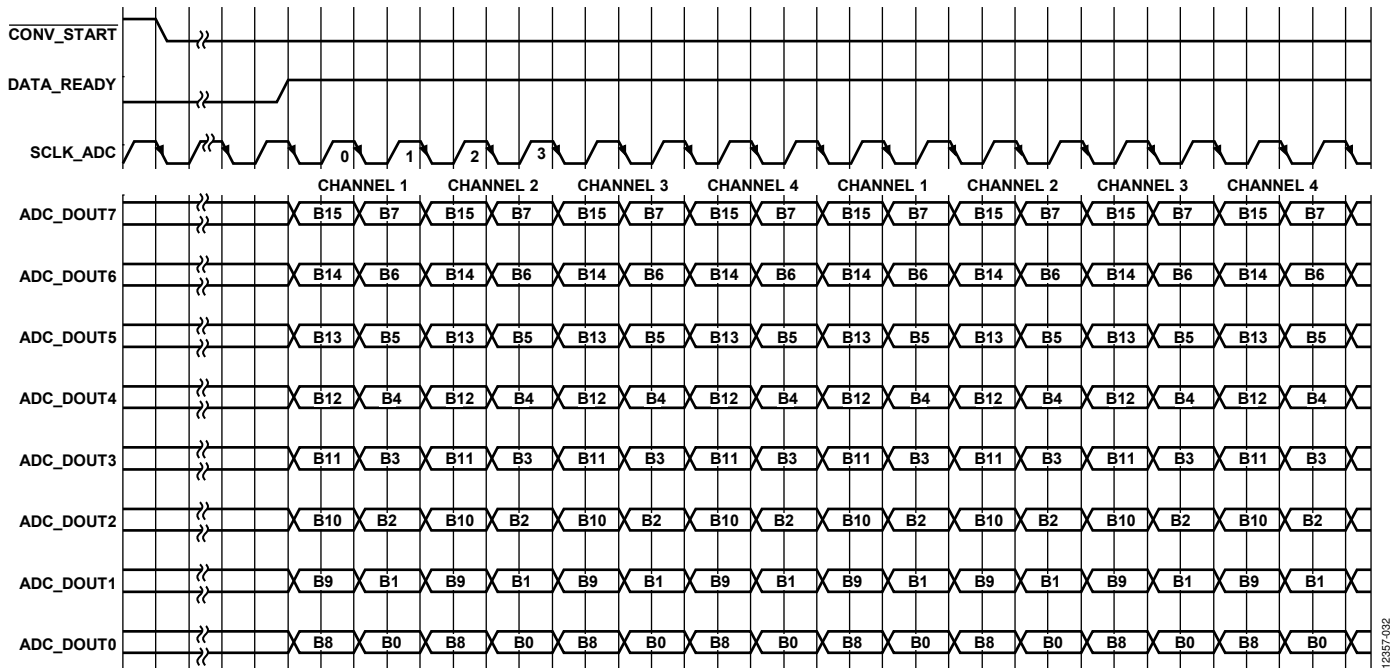 CONV_START
DATA_READY
SCLK_ADC 0 1 2 3
CHANNEL 1 CHANNEL 2 CHANNEL 3 CHANNEL 4 CHANNEL 1 CHANNEL 2 CHANNEL 3 CHANNEL 4
ADC_DOUT7 B15 B7 B15 B7 B15 B7 B15 B7 B15 B7 B15 B7 B15 B7 B15 B7
ADC_DOUT6 B14 B6 B14 B6 B14 B6 B14 B6 B14 B6 B14 B6 B14 B6 B14 B6
ADC_DOUT5 B13 B5 B13 B5 B13 B5 B13 B5 B13 B5 B13 B5 B13 B5 B13 B5
ADC_DOUT4 B12 B4 B12 B4 B12 B4 B12 B4 B12 B4 B12 B4 B12 B4 B12 B4
ADC_DOUT3 B11 B3 B11 B3 B11 B3 B11 B3 B11 B3 B11 B3 B11 B3 B11 B3
ADC_DOUT2 B10 B2 B10 B2 B10 B2 B10 B2 B10 B2 B10 B2 B10 B2 B10 B2
ADC_DOUT1 B9 B1 B9 B1 B9 B1 B9 B1 B9 B1 B9 B1 B9 B1 B9 B1
ADC_DOUT0 B8 B0 B8 B0 B8 B0 B8 B0 B8 B0 B8 B0 B8 B0 B8 B0